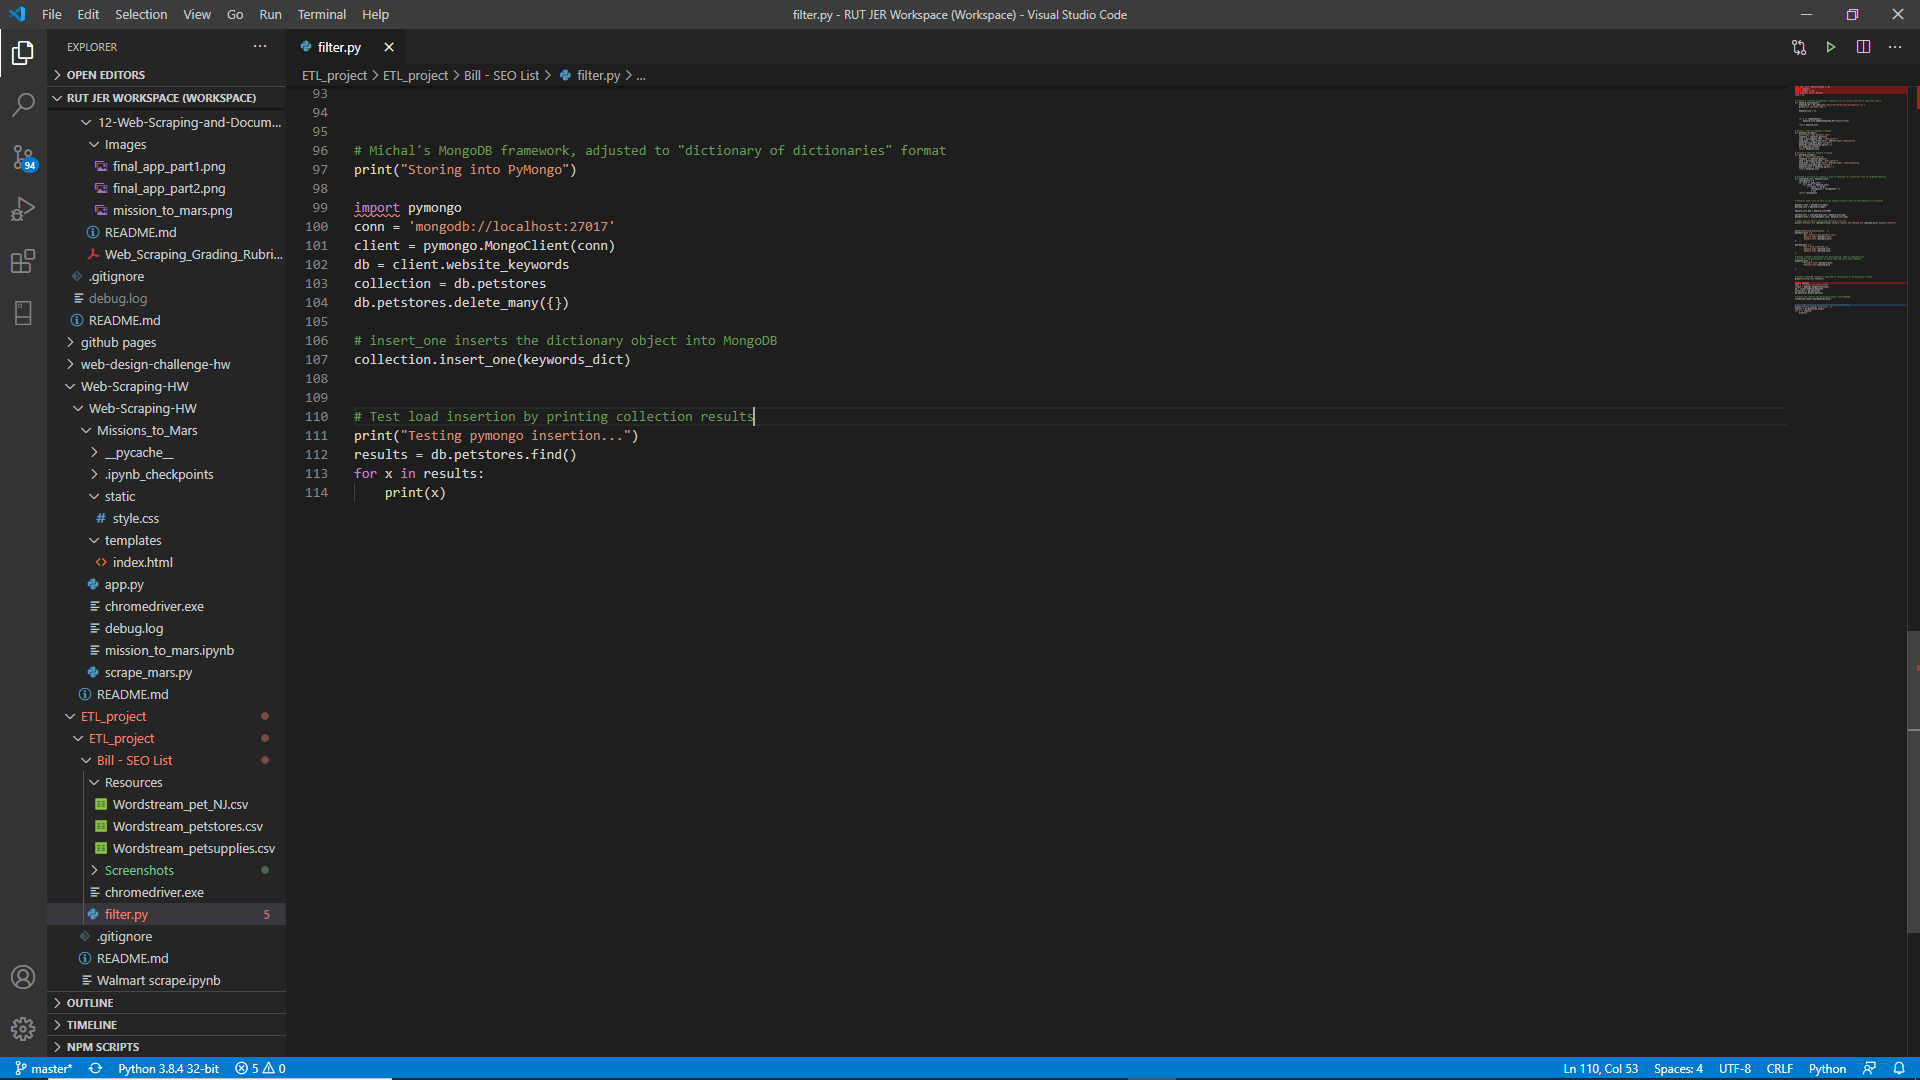 File Edit Selection View Go Run Terminal Help
filter.py - RUT JER Workspace (Workspace) - Visual Studio Code
EXPLORER
OPEN EDITORS
RUT JER WORKSPACE (WORKSPACE)
12-Web-Scraping-and-Docum...
Images
final_app_part1.png
final_app_part2.png
mission_to_mars.png
README.md
Web_Scraping_Grading_Rubri...
.gitignore
debug.log
README.md
github pages
web-design-challenge-hw
Web-Scraping-HW
Web-Scraping-HW
Missions_to_Mars
__pycache__
.ipynb_checkpoints
static
style.css
templates
index.html
app.py
chromedriver.exe
debug.log
mission_to_mars.ipynb
scrape_mars.py
README.md
ETL_project
ETL_project
Bill - SEO List
Resources
Wordstream_pet_NJ.csv
Wordstream_petstores.csv
Wordstream_petsupplies.csv
Screenshots
chromedriver.exe
filter.py 5
.gitignore
README.md
Walmart scrape.ipynb
OUTLINE
TIMELINE
NPM SCRIPTS
94
filter.py
ETL_project > ETL_project > Bill - SEO List > filter.py > ...
93
94
95
96 # Michal's MongoDB framework, adjusted to "dictionary of dictionaries" format
97 print("Storing into PyMongo")
98
99 import pymongo
100 conn = 'mongodb://localhost:27017'
101 client = pymongo.MongoClient(conn)
102 db = client.website_keywords
103 collection = db.petstores
104 db.petstores.delete_many({})
105
106 # insert_one inserts the dictionary object into MongoDB
107 collection.insert_one(keywords_dict)
108
109
110 # Test load insertion by printing collection results
111 print("Testing pymongo insertion...")
112 results = db.petstores.find()
113 for x in results:
114 print(x)
master* Python 3.8.4 32-bit 5 0
Ln 110, Col 53 Spaces: 4 UTF-8 CRLF Python